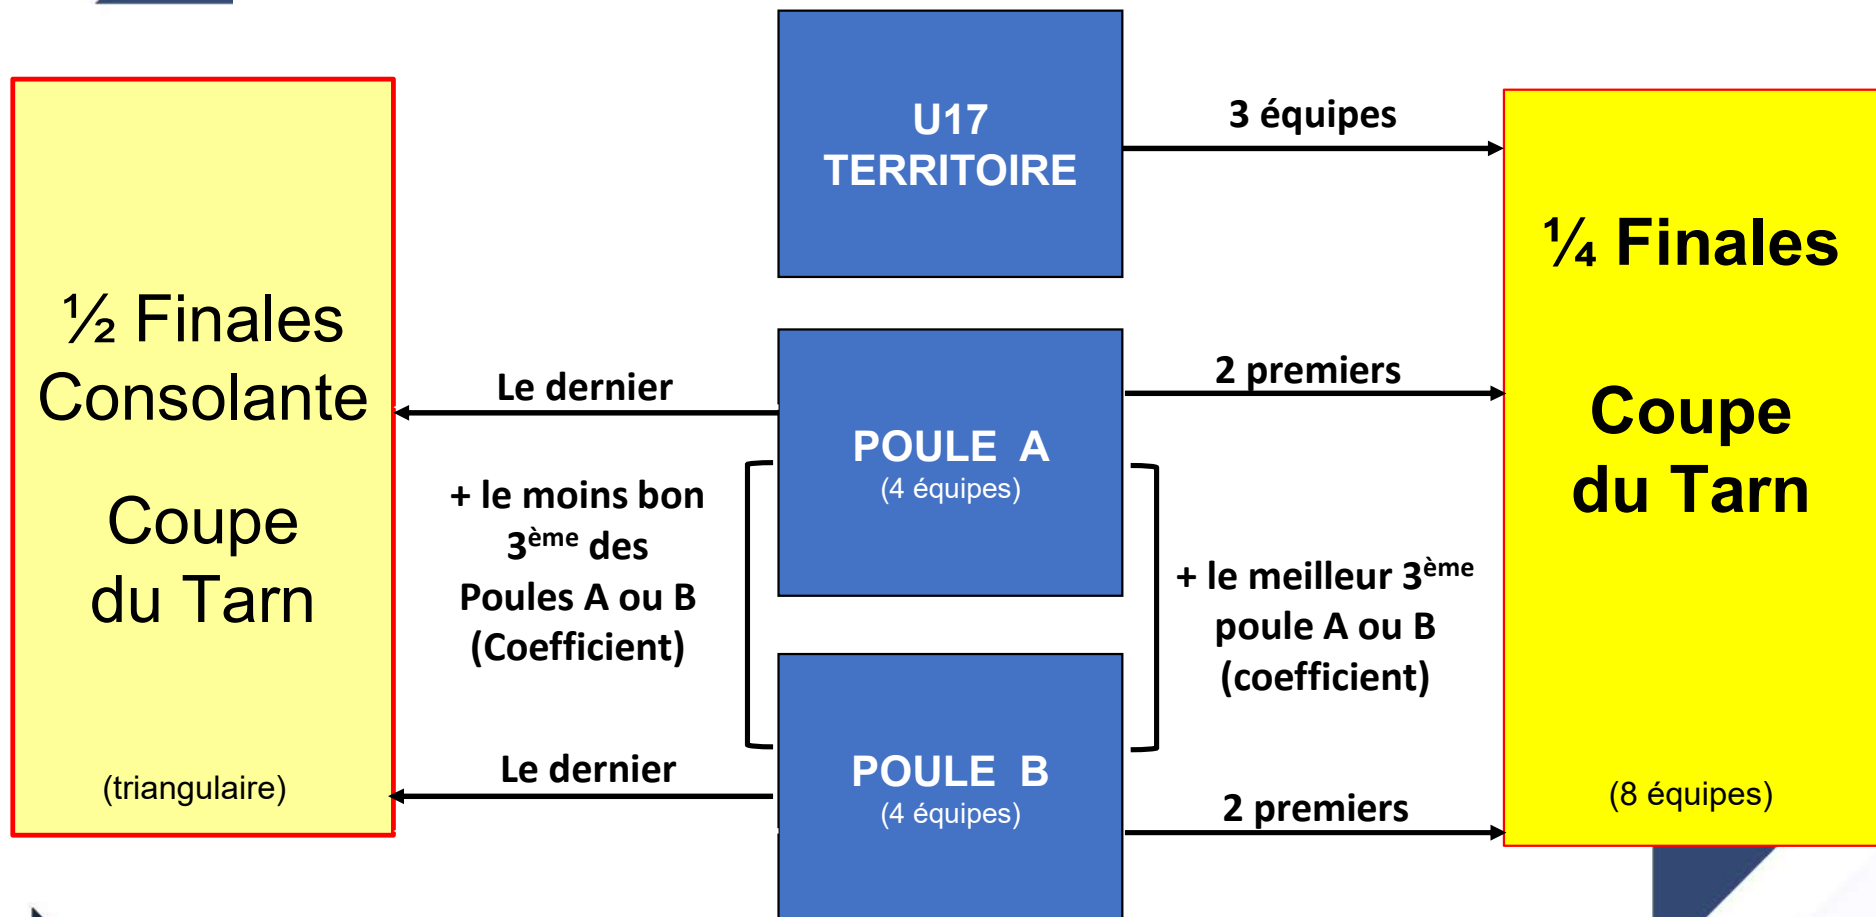 ½ Finales
Consolante
Coupe
du Tarn
(triangulaire)
Le dernier
+ le moins bon
3ème des
Poules A ou B
(Coefficient)
Le dernier
U17
TERRITOIRE
POULE A
(4 équipes)
POULE B
(4 équipes)
3 équipes
2 premiers
+ le meilleur 3ème
poule A ou B
(coefficient)
2 premiers
¼ Finales
Coupe
du Tarn
(8 équipes)